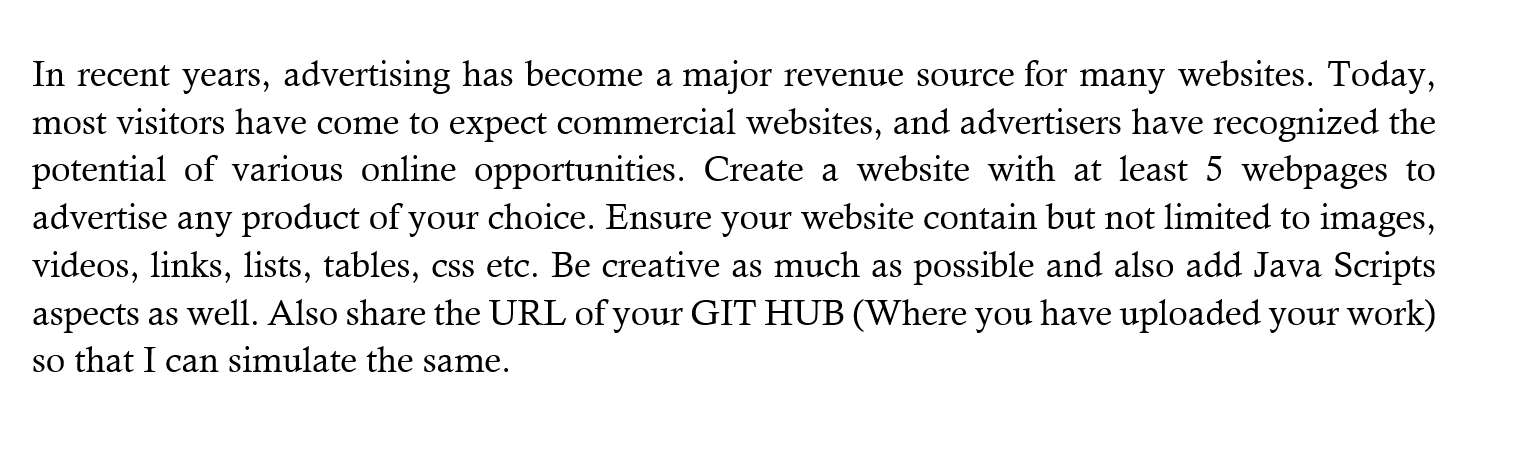 In recent years, advertising has become a major revenue source for many websites. Today,
most visitors have come to expect commercial websites, and advertisers have recognized the
potential of various online opportunities. Create a website with at least 5 webpages to
advertise any product of your choice. Ensure your website contain but not limited to images,
videos, links, lists, tables, css etc. Be creative as much as possible and also add Java Scripts
aspects as well. Also share the URL of your GIT HUB (Where you have uploaded your work)
so that I can simulate the same.